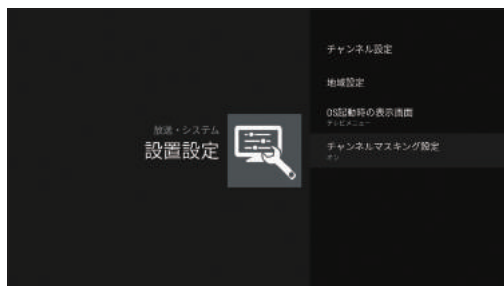 放送・システム
設置設定
チャンネル設定
地域設定
OS起動時の表示画面
テレビメニュー
チャンネルマスキング設定
オン